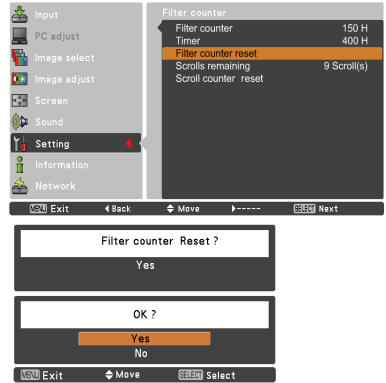 Input
PC adjust
Image select
Image adjust
Screen
Sound
Setting
Information
Network
Filter counter
Filter counter 150 H
Timer 400 H
Filter counter reset
Scrolls remaining 9 Scroll(s)
Scroll counter reset
MENU Exit Back Move ----- SELECT Next
Filter counter Reset ?
Yes
OK ?
Yes
No
MENU Exit Move SELECT Select